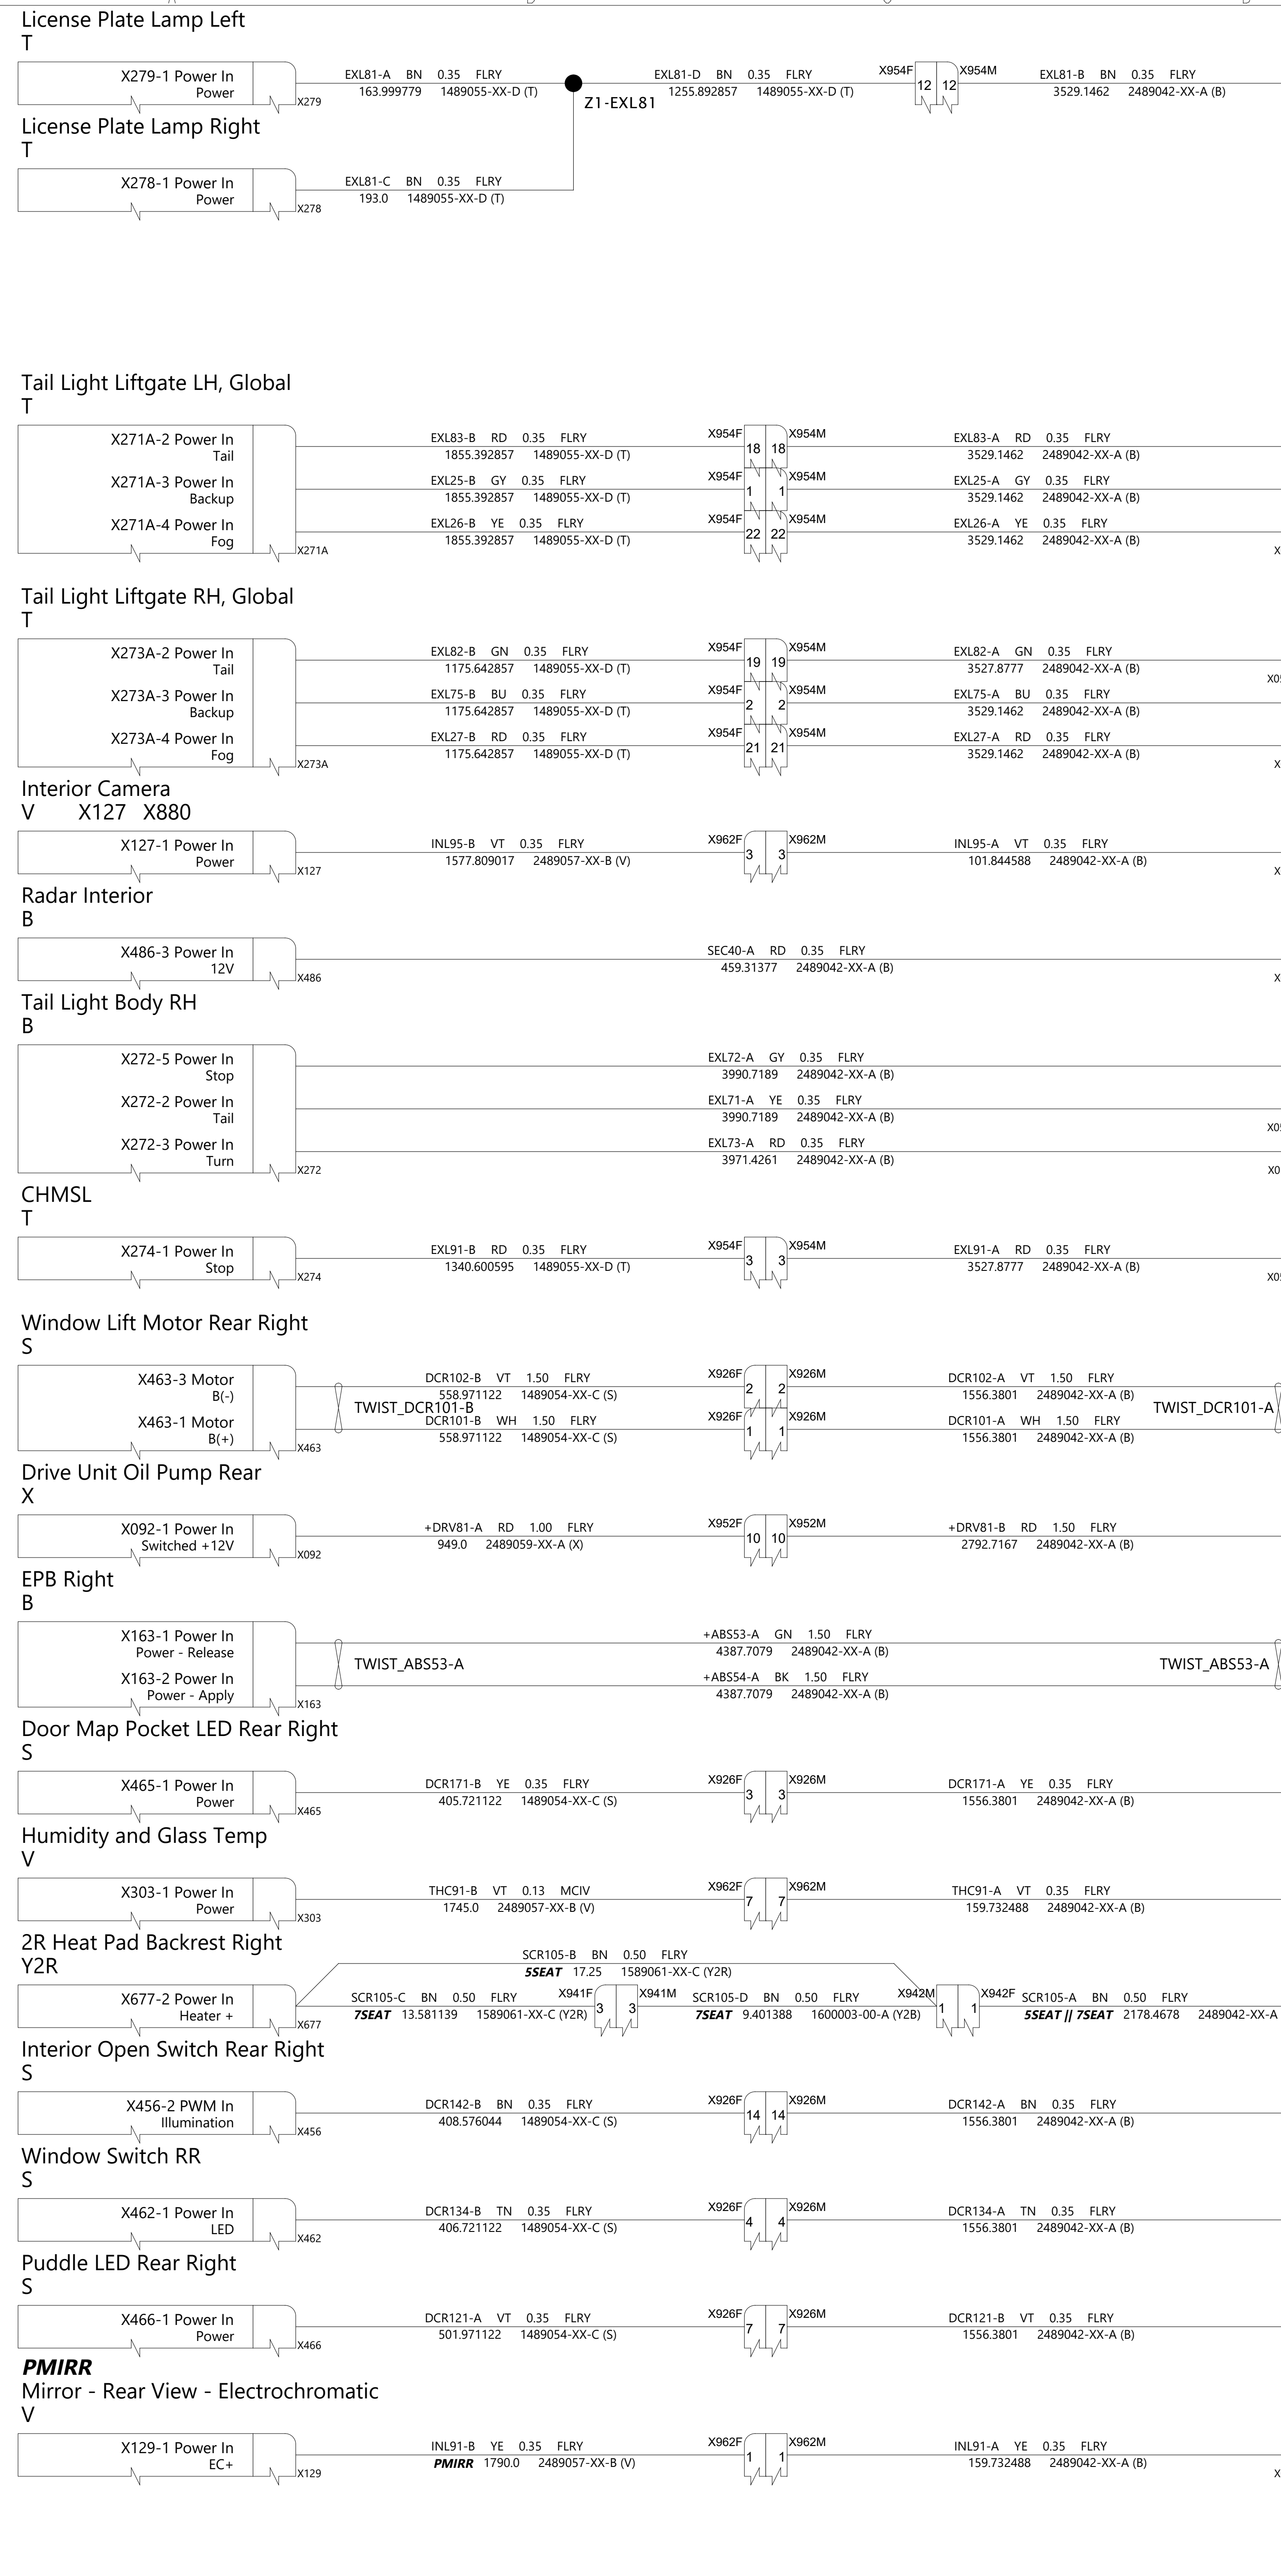 License Plate Lamp Left
T
X279-1 Power In
Power
X279
EXL81-A BN 0.35 FLRY
163.999779 1489055-XX-D (T)
Z1-EXL81
EXL81-D BN 0.35 FLRY
1255.892857 1489055-XX-D (T)
X954F 12 12 X954M
EXL81-B BN 0.35 FLRY
3529.1462 2489042-XX-A (B)
License Plate Lamp Right
T
X278-1 Power In
Power
X278
EXL81-C BN 0.35 FLRY
193.0 1489055-XX-D (T)
Tail Light Liftgate LH, Global
T
X271A-2 Power In
Tail
EXL83-B RD 0.35 FLRY
1855.392857 1489055-XX-D (T)
X954F 18 18 X954M
EXL83-A RD 0.35 FLRY
3529.1462 2489042-XX-A (B)
X271A-3 Power In
Backup
EXL25-B GY 0.35 FLRY
1855.392857 1489055-XX-D (T)
X954F 1 1 X954M
EXL25-A GY 0.35 FLRY
3529.1462 2489042-XX-A (B)
X271A-4 Power In
Fog
X271A
EXL26-B YE 0.35 FLRY
1855.392857 1489055-XX-D (T)
X954F 22 22 X954M
EXL26-A YE 0.35 FLRY
3529.1462 2489042-XX-A (B)
Tail Light Liftgate RH, Global
T
X273A-2 Power In
Tail
EXL82-B GN 0.35 FLRY
1175.642857 1489055-XX-D (T)
X954F 19 19 X954M
EXL82-A GN 0.35 FLRY
3527.8777 2489042-XX-A (B)
X273A-3 Power In
Backup
EXL75-B BU 0.35 FLRY
1175.642857 1489055-XX-D (T)
X954F 2 2 X954M
EXL75-A BU 0.35 FLRY
3529.1462 2489042-XX-A (B)
X273A-4 Power In
Fog
X273A
EXL27-B RD 0.35 FLRY
1175.642857 1489055-XX-D (T)
X954F 21 21 X954M
EXL27-A RD 0.35 FLRY
3529.1462 2489042-XX-A (B)
Interior Camera
V X127 X880
X127-1 Power In
Power
X127
INL95-B VT 0.35 FLRY
1577.809017 2489057-XX-B (V)
X962F 3 3 X962M
INL95-A VT 0.35 FLRY
101.844588 2489042-XX-A (B)
Radar Interior
B
X486-3 Power In
12V
X486
SEC40-A RD 0.35 FLRY
459.31377 2489042-XX-A (B)
Tail Light Body RH
B
X272-5 Power In
Stop
EXL72-A GY 0.35 FLRY
3990.7189 2489042-XX-A (B)
X272-2 Power In
Tail
EXL71-A YE 0.35 FLRY
3990.7189 2489042-XX-A (B)
X272-3 Power In
Turn
X272
EXL73-A RD 0.35 FLRY
3971.4261 2489042-XX-A (B)
CHMSL
T
X274-1 Power In
Stop
X274
EXL91-B RD 0.35 FLRY
1340.600595 1489055-XX-D (T)
X954F 3 3 X954M
EXL91-A RD 0.35 FLRY
3527.8777 2489042-XX-A (B)
Window Lift Motor Rear Right
S
X463-3 Motor
B(-)
DCR102-B VT 1.50 FLRY
558.971122 1489054-XX-C (S)
X926F 2 2 X926M
DCR102-A VT 1.50 FLRY
1556.3801 2489042-XX-A (B)
TWIST_DCR101-B
TWIST_DCR101-A
X463-1 Motor
B(+)
X463
DCR101-B WH 1.50 FLRY
558.971122 1489054-XX-C (S)
X926F 1 1 X926M
DCR101-A WH 1.50 FLRY
1556.3801 2489042-XX-A (B)
Drive Unit Oil Pump Rear
X
X092-1 Power In
Switched +12V
X092
+DRV81-A RD 1.00 FLRY
949.0 2489059-XX-A (X)
X952F 10 10 X952M
+DRV81-B RD 1.50 FLRY
2792.7167 2489042-XX-A (B)
EPB Right
B
X163-1 Power In
Power - Release
+ABS53-A GN 1.50 FLRY
4387.7079 2489042-XX-A (B)
TWIST_ABS53-A
TWIST_ABS53-A
X163-2 Power In
Power - Apply
X163
+ABS54-A BK 1.50 FLRY
4387.7079 2489042-XX-A (B)
Door Map Pocket LED Rear Right
S
X465-1 Power In
Power
X465
DCR171-B YE 0.35 FLRY
405.721122 1489054-XX-C (S)
X926F 3 3 X926M
DCR171-A YE 0.35 FLRY
1556.3801 2489042-XX-A (B)
Humidity and Glass Temp
V
X303-1 Power In
Power
X303
THC91-B VT 0.13 MCIV
1745.0 2489057-XX-B (V)
X962F 7 7 X962M
THC91-A VT 0.35 FLRY
159.732488 2489042-XX-A (B)
2R Heat Pad Backrest Right
Y2R
SCR105-B BN 0.50 FLRY
5SEAT 17.25 1589061-XX-C (Y2R)
X677-2 Power In
Heater +
X677
SCR105-C BN 0.50 FLRY
7SEAT 13.581139 1589061-XX-C (Y2R)
X941F 3 3 X941M
SCR105-D BN 0.50 FLRY
7SEAT 9.401388 1600003-00-A (Y2B)
X942M 1 1 X942F
SCR105-A BN 0.50 FLRY
5SEAT || 7SEAT 2178.4678 2489042-XX-A
Interior Open Switch Rear Right
S
X456-2 PWM In
Illumination
X456
DCR142-B BN 0.35 FLRY
408.576044 1489054-XX-C (S)
X926F 14 14 X926M
DCR142-A BN 0.35 FLRY
1556.3801 2489042-XX-A (B)
Window Switch RR
S
X462-1 Power In
LED
X462
DCR134-B TN 0.35 FLRY
406.721122 1489054-XX-C (S)
X926F 4 4 X926M
DCR134-A TN 0.35 FLRY
1556.3801 2489042-XX-A (B)
Puddle LED Rear Right
S
X466-1 Power In
Power
X466
DCR121-A VT 0.35 FLRY
501.971122 1489054-XX-C (S)
X926F 7 7 X926M
DCR121-B VT 0.35 FLRY
1556.3801 2489042-XX-A (B)
PMIRR
Mirror - Rear View - Electrochromatic
V
X129-1 Power In
EC+
X129
INL91-B YE 0.35 FLRY
PMIRR 1790.0 2489057-XX-B (V)
X962F 1 1 X962M
INL91-A YE 0.35 FLRY
159.732488 2489042-XX-A (B)